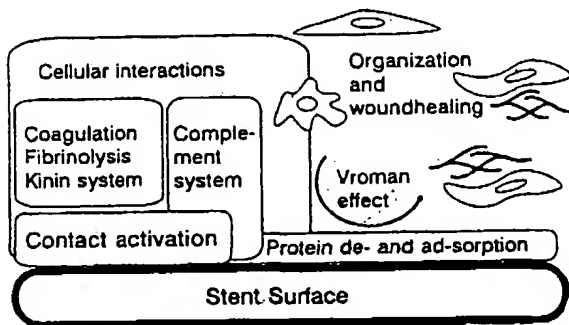 Cellular interactions
Organization
and
woundhealing
Coagulation
Fibrinolysis
Kinin system
Comple-
ment
system
Vroman
effect
Contact activation
Protein de- and ad-sorption
Stent Surface